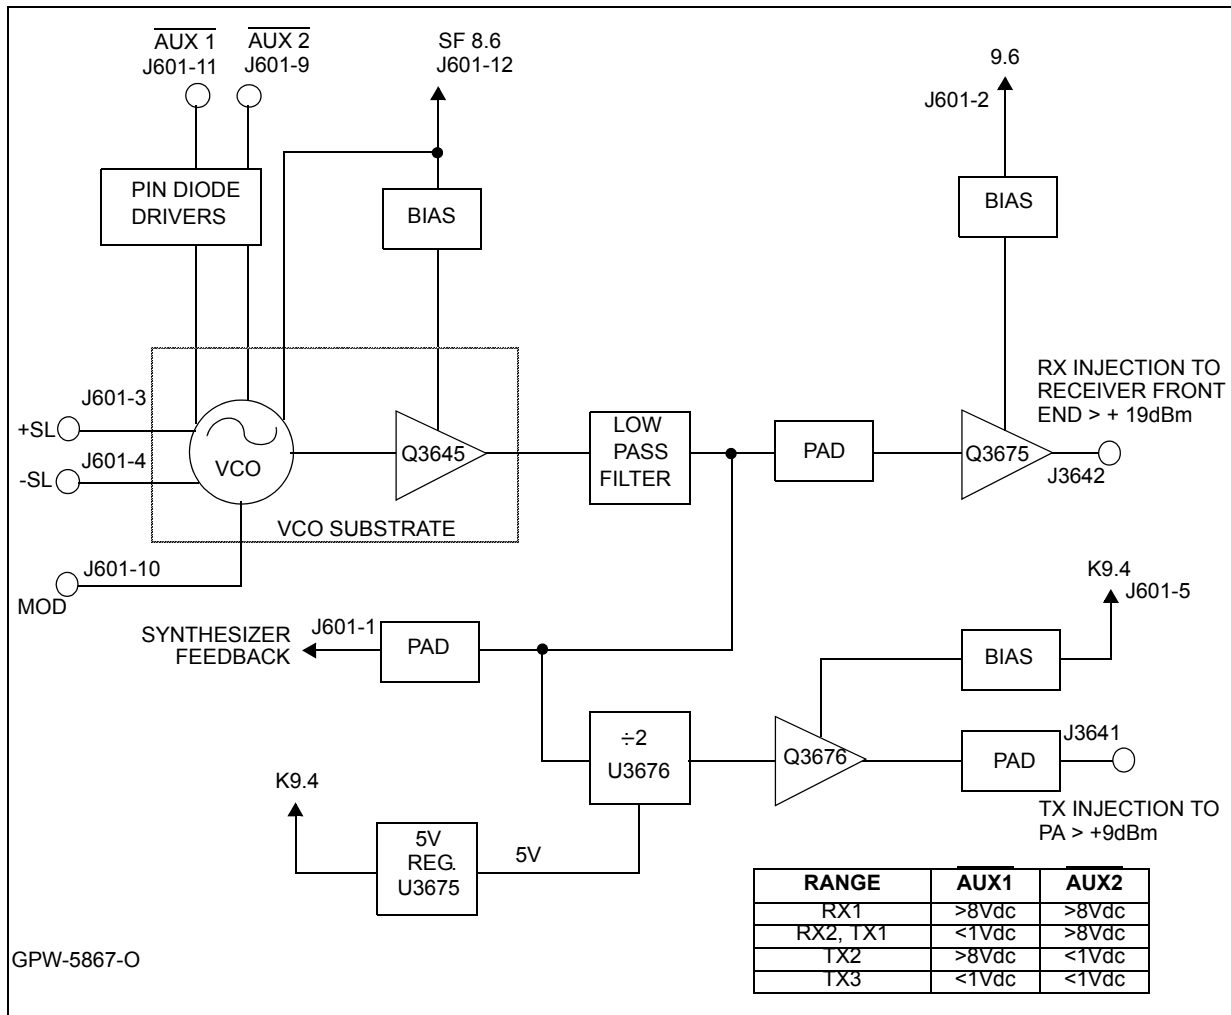 AUX 1
J601-11
AUX 2
J601-9
SF 8.6
J601-12
9.6
J601-2
PIN DIODE
DRIVERS
BIAS
BIAS
J601-3
+SL
J601-4
-SL
VCO
Q3645
VCO SUBSTRATE
LOW
PASS
FILTER
PAD
Q3675
RX INJECTION TO
RECEIVER FRONT
END > + 19dBm
J3642
J601-10
MOD
SYNTHESIZER
FEEDBACK
J601-1
PAD
K9.4
J601-5
BIAS
÷2
U3676
Q3676
PAD
J3641
TX INJECTION TO
PA > +9dBm
K9.4
5V
REG.
U3675
5V
RANGE AUX1 AUX2
RX1 >8Vdc >8Vdc
RX2, TX1 <1Vdc >8Vdc
TX2 >8Vdc <1Vdc
TX3 <1Vdc <1Vdc
GPW-5867-O